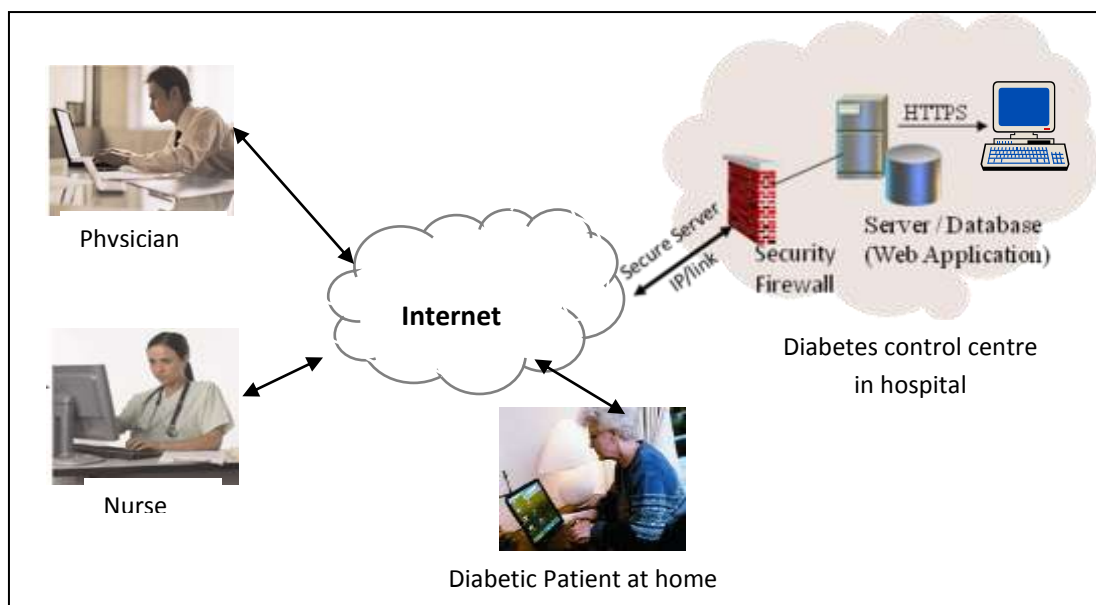 HTTPS
Secure Server
IP/link
Security
Firewall
Server / Database
(Web Application)
Physician
Internet
Diabetes control centre
in hospital
Nurse
Diabetic Patient at home